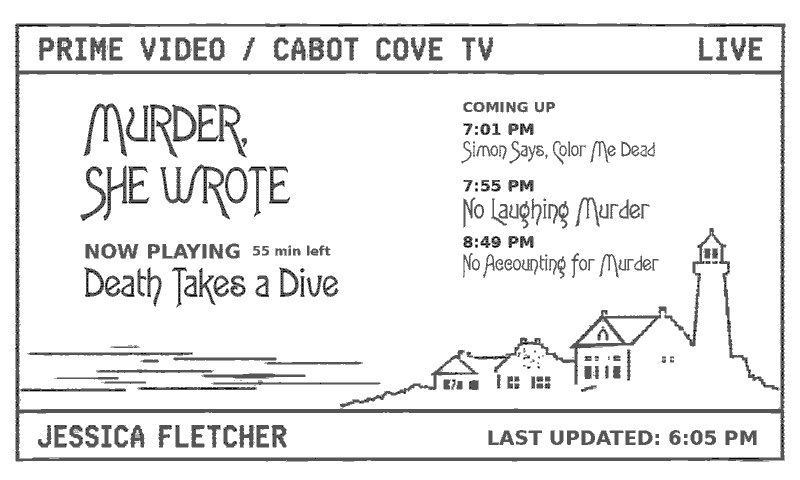 PRIME VIDEO / CABOT COVE TV
LIVE
MURDER,
SHE WROTE
NOW PLAYING 55 min left
Death Takes a Dive
COMING UP
7:01 PM
Simon Says, Color Me Dead
7:55 PM
No Laughing Murder
8:49 PM
No Accounting for Murder
JESSICA FLETCHER
LAST UPDATED: 6:05 PM